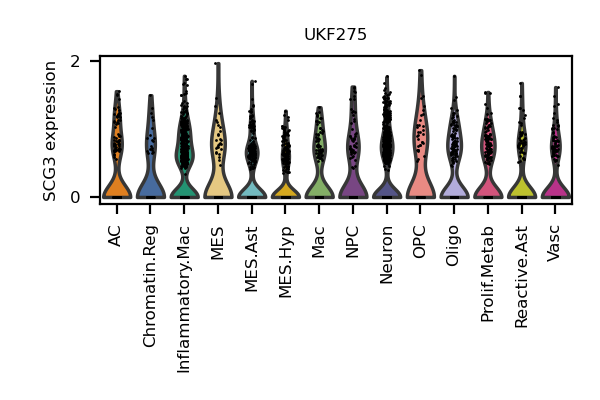 UKF275
SCG3 expression
2
0
AC
Chromatin.Reg
Inflammatory.Mac
MES
MES.Ast
MES.Hyp
Mac
NPC
Neuron
OPC
Oligo
Prolif.Metab
Reactive.Ast
Vasc